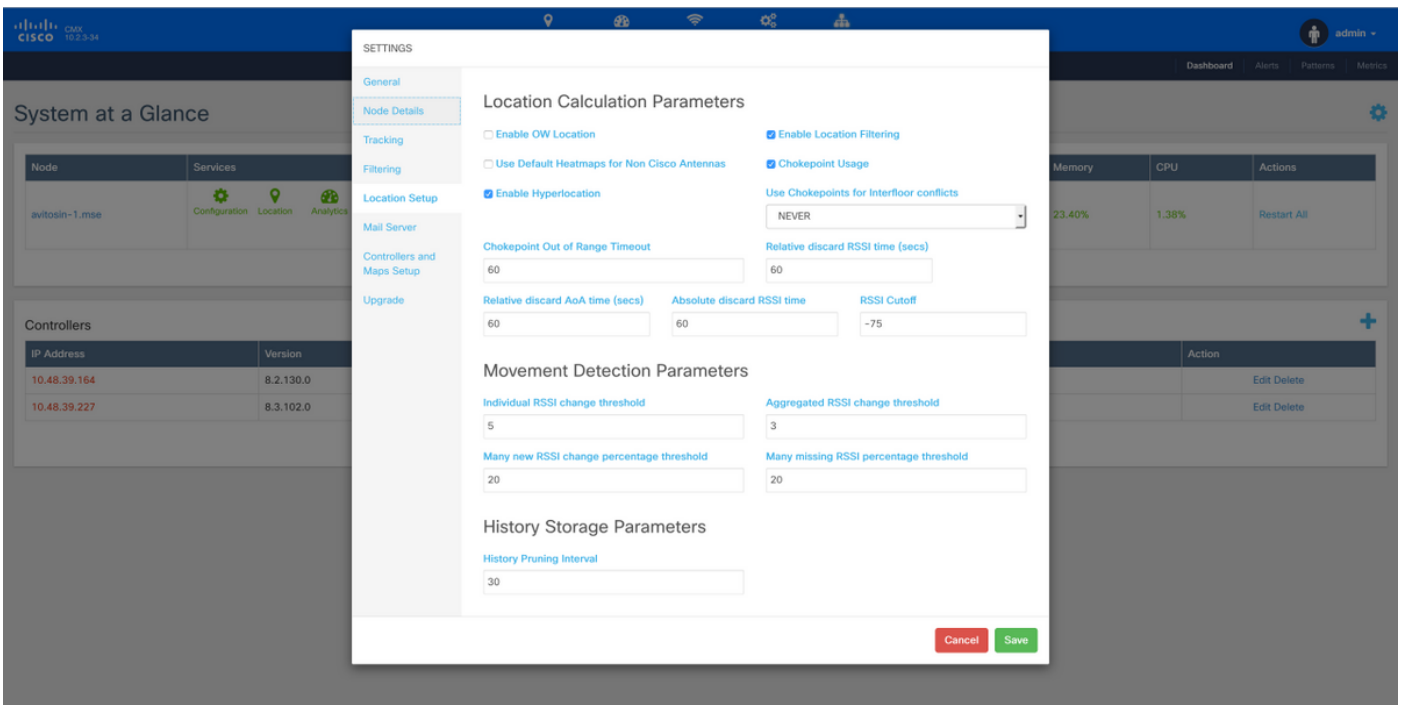 CISCO CMX 10.2.3-34
admin
Dashboard Alerts Patterns Metrics
System at a Glance
Node Services Memory CPU Actions
avitosin-1.mse Configuration Location Analytics 23.40% 1.38% Restart All
Controllers
IP Address Version Action
10.48.39.164 8.2.130.0 Edit Delete
10.48.39.227 8.3.102.0 Edit Delete
SETTINGS
General
Node Details
Tracking
Filtering
Location Setup
Mail Server
Controllers and
Maps Setup
Upgrade
Location Calculation Parameters
Enable OW Location Enable Location Filtering
Use Default Heatmaps for Non Cisco Antennas Chokepoint Usage
Enable Hyperlocation Use Chokepoints for Interfloor conflicts
NEVER
Chokepoint Out of Range Timeout Relative discard RSSI time (secs)
60 60
Relative discard AoA time (secs) Absolute discard RSSI time RSSI Cutoff
60 60 -75
Movement Detection Parameters
Individual RSSI change threshold Aggregated RSSI change threshold
5 3
Many new RSSI change percentage threshold Many missing RSSI percentage threshold
20 20
History Storage Parameters
History Pruning Interval
30
Cancel Save